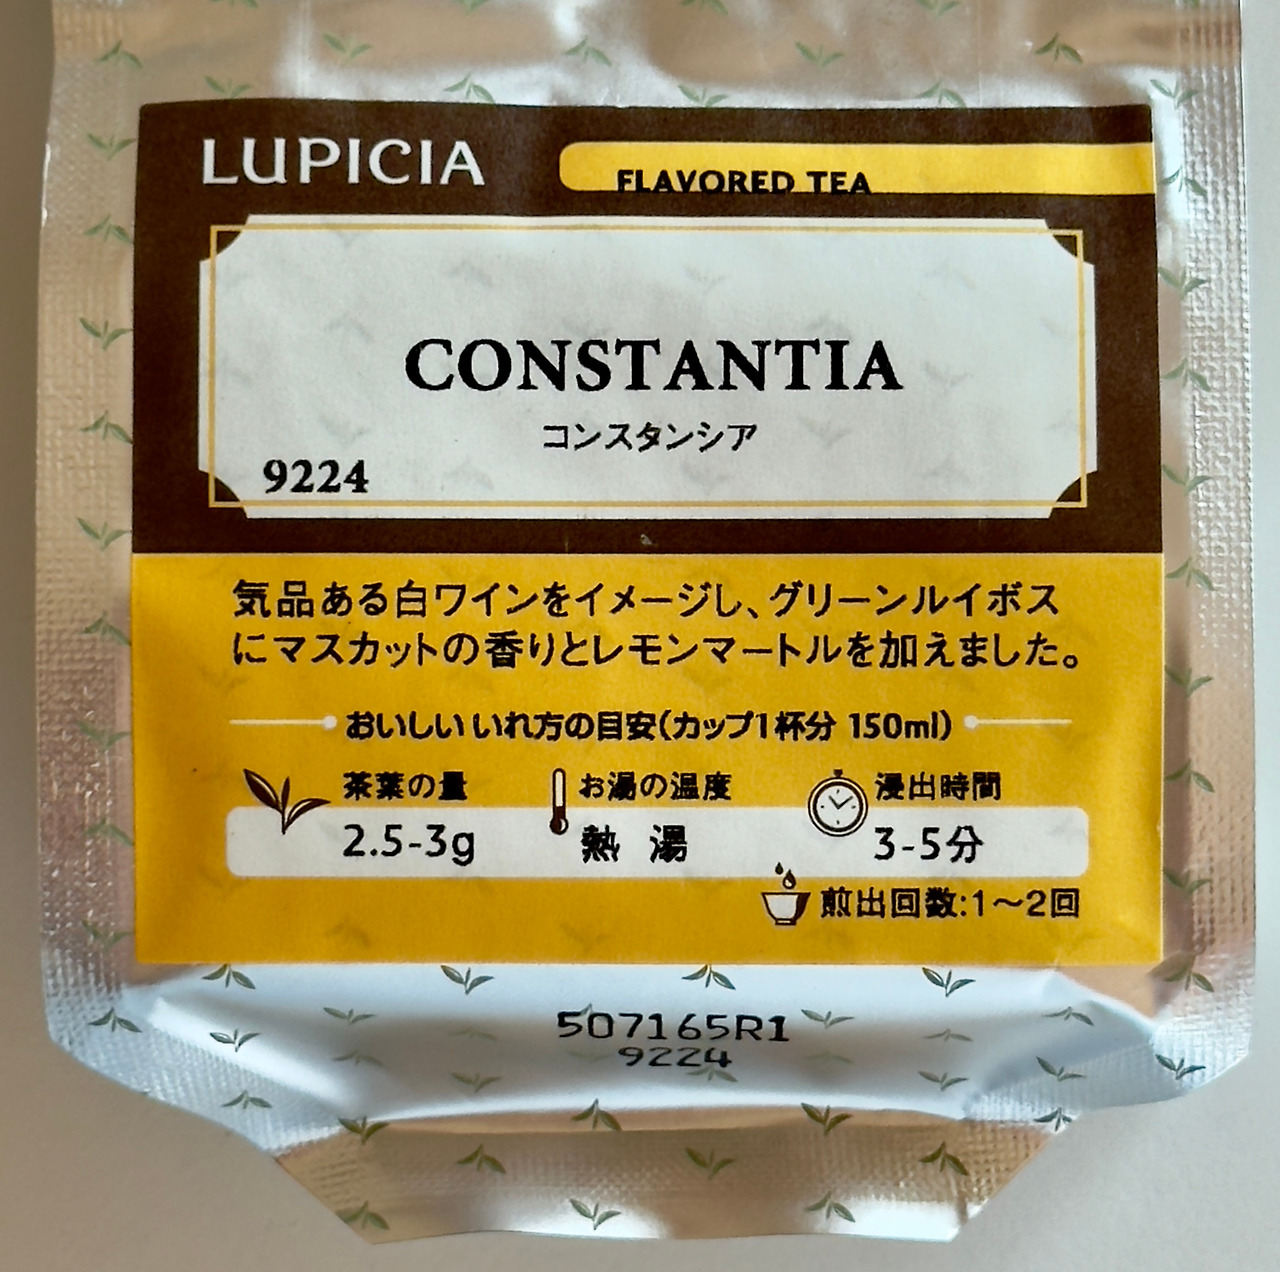 LUPICIA
FLAVORED TEA
CONSTANTIA
コンスタンシア
9224
気品ある白ワインをイメージし、グリーンルイボス
にマスカットの香りとレモンマートルを加えました。
おいしいいれ方の目安(カップ1杯分 150ml)
茶葉の量 お湯の温度 浸出時間
2.5-3g 熱 湯 3-5分
煎出回数:1〜2回
507165R1
9224